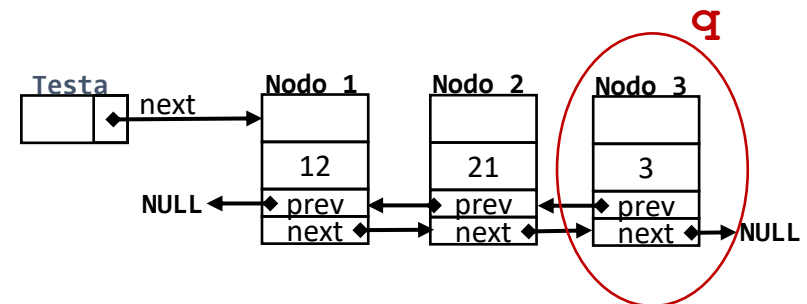 q
Testa
next
Nodo 1
Nodo 2
Nodo 3
12
21
3
NULL
prev
prev
prev
next
next
next
NULL